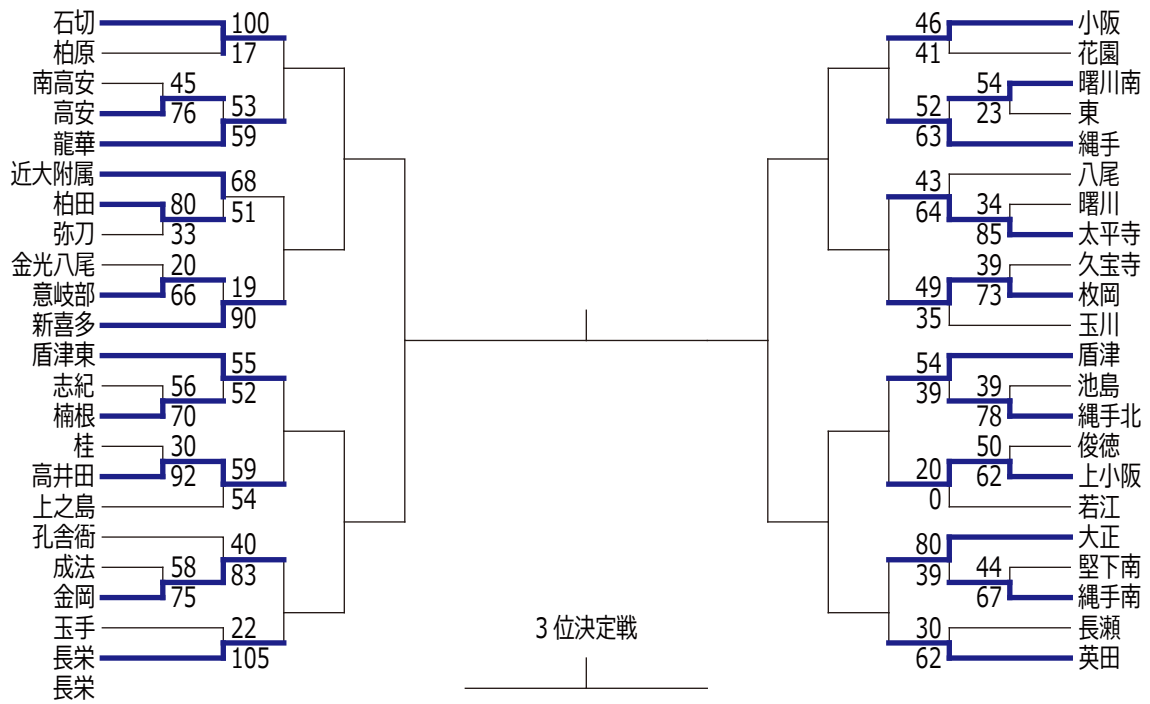 石切
100
柏原
17
南高安
45
高安
76
53
龍華
59
近大附属
68
柏田
80
51
弥刀
33
金光八尾
20
意岐部
66
19
新喜多
90
盾津東
55
志紀
56
52
楠根
70
桂
30
高井田
92
59
上之島
54
孔舎衙
40
成法
58
83
金岡
75
玉手
22
長栄
105
長栄
3位決定戦
46
小阪
41
花園
54
曙川南
52
23
東
63
縄手
43
八尾
34
曙川
64
85
太平寺
39
久宝寺
49
73
枚岡
35
玉川
54
盾津
39
39
池島
78
縄手北
50
俊徳
20
62
上小阪
0
若江
80
大正
39
44
堅下南
67
縄手南
30
長瀬
62
英田